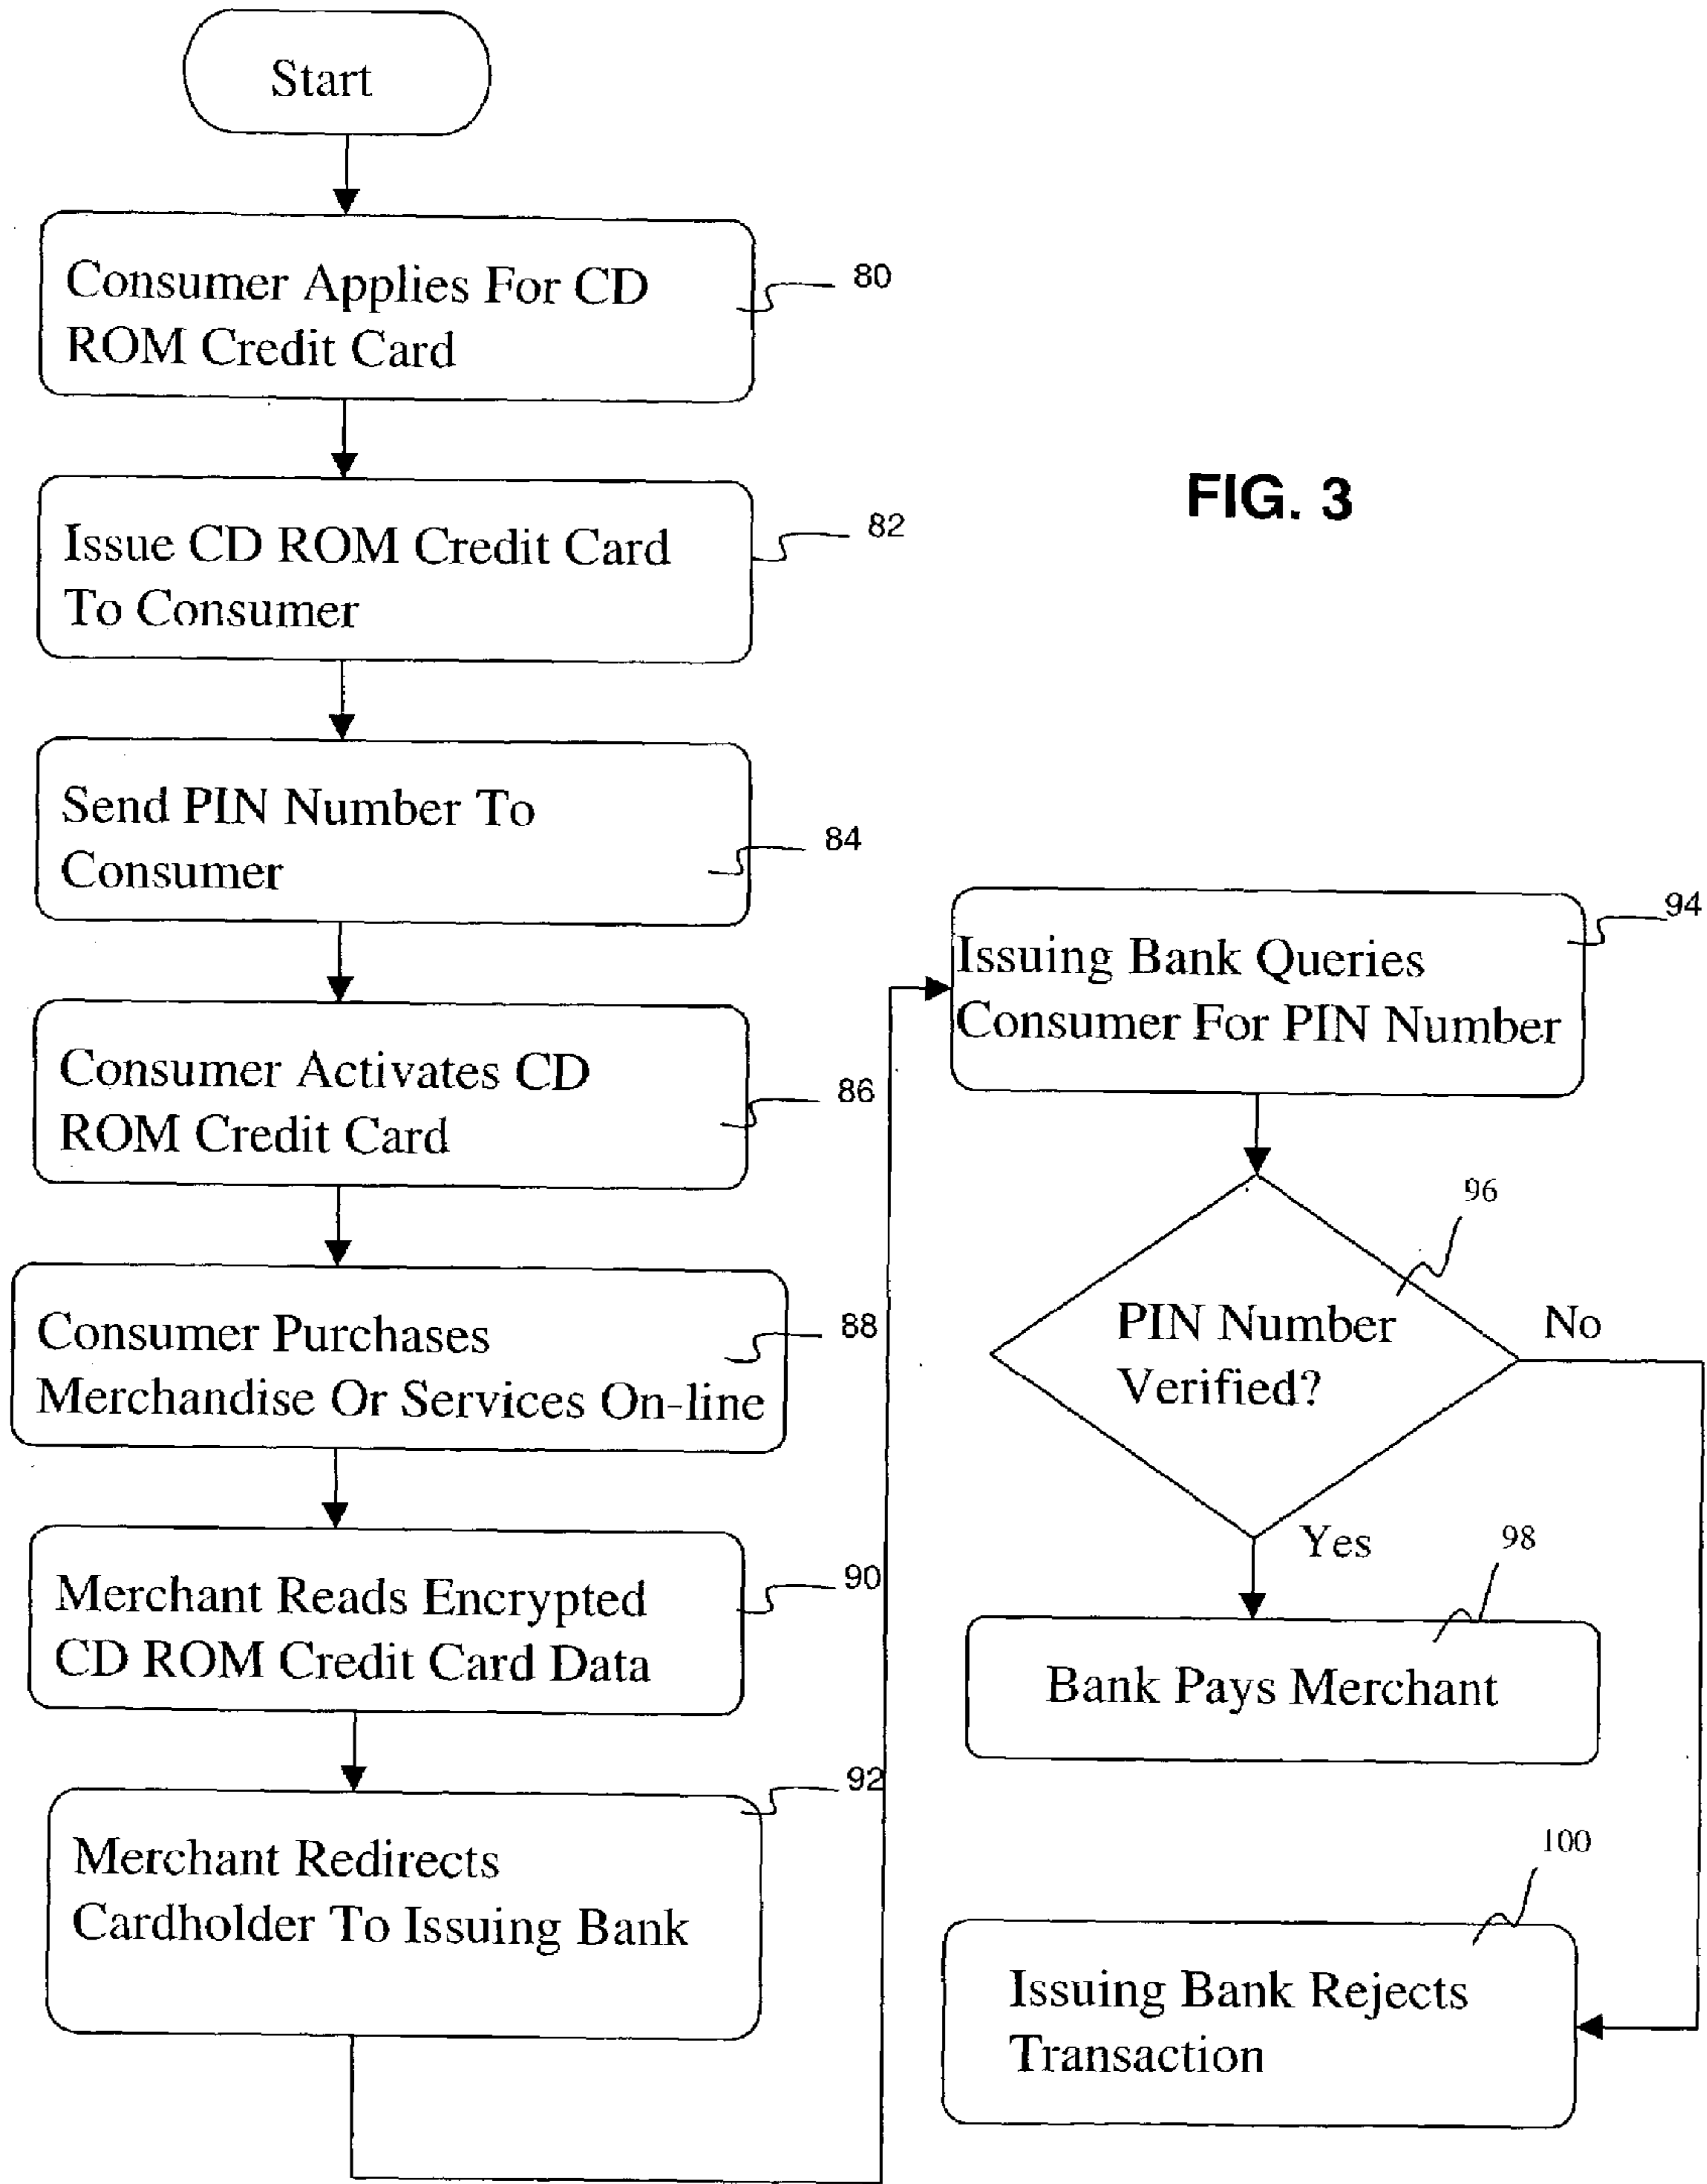 Start
Consumer Applies For CD
ROM Credit Card
80
Issue CD ROM Credit Card
To Consumer
82
FIG. 3
Send PIN Number To
Consumer
84
Consumer Activates CD
ROM Credit Card
86
Consumer Purchases
Merchandise Or Services On-line
88
Merchant Reads Encrypted
CD ROM Credit Card Data
90
Merchant Redirects
Cardholder To Issuing Bank
92
Issuing Bank Queries
Consumer For PIN Number
94
PIN Number
Verified?
96
No
Yes
98
Bank Pays Merchant
100
Issuing Bank Rejects
Transaction